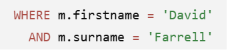 WHERE m.firstname = 'David'
AND m.surname = 'Farrell'